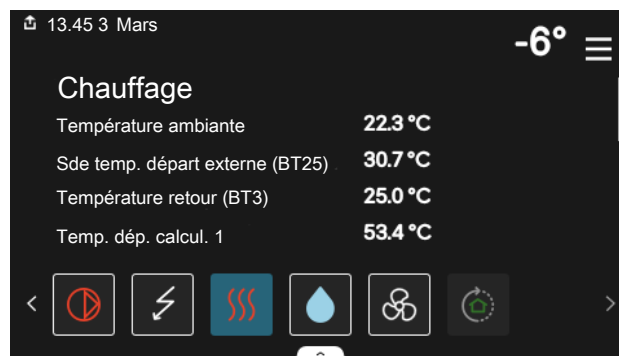 13.45 3 Mars
-6°
Chauffage
Température ambiante 22.3 °C
Sde temp. départ externe (BT25) 30.7 °C
Température retour (BT3) 25.0 °C
Temp. dép. calcul. 1 53.4 °C